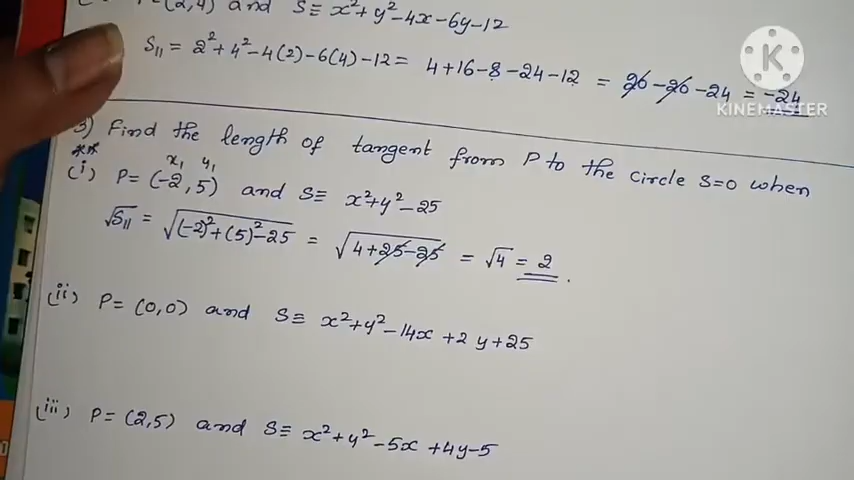 (2,4) and S ≡ x²+y²-4x-6y-12
S₁₁ = 2²+4²-4(2)-6(4)-12 = 4+16-8-24-12 = 20-20-24 = -24
KINEMASTER
3) Find the length of tangent from P to the circle S=0 when
** x₁ y₁
(i) P= (-2,5) and S≡ x²+y²-25
√S₁₁ = √(-2)²+(5)²-25 = √4+25-25 = √4 = 2.
(ii) P= (0,0) and S≡ x²+y²-14x+2y+25
(iii) P= (2,5) and S≡ x²+y²-5x+4y-5